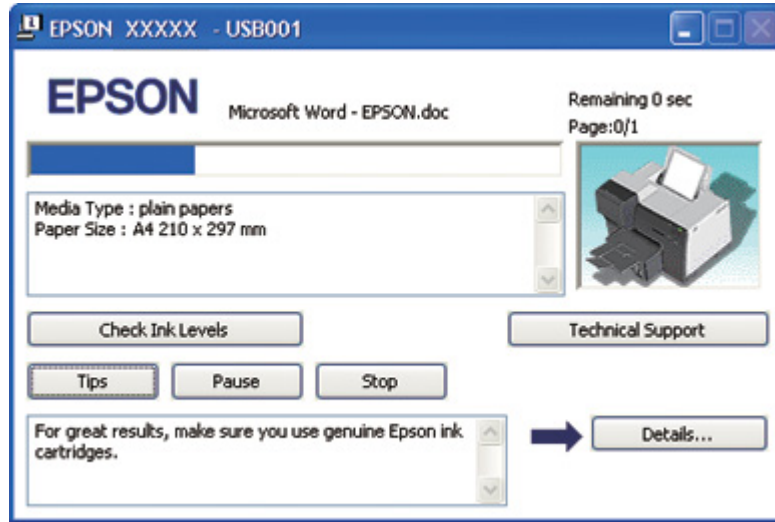 EPSON XXXXX - USB001
EPSON
Microsoft Word - EPSON.doc
Remaining 0 sec
Page:0/1
Media Type : plain papers
Paper Size : A4 210 x 297 mm
Check Ink Levels
Technical Support
Tips
Pause
Stop
For great results, make sure you use genuine Epson ink
cartridges.
Details...